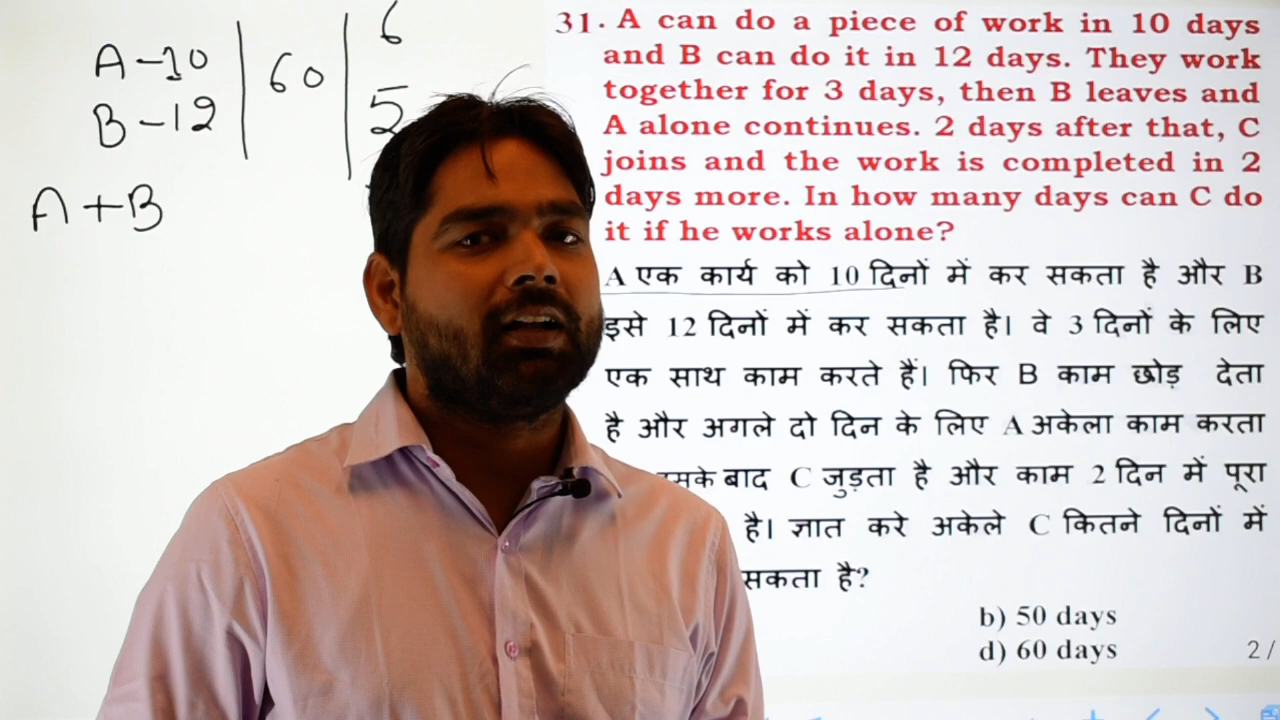 A-10 | 60 | 6
B-12 5
A+B
31. A can do a piece of work in 10 days
and B can do it in 12 days. They work
together for 3 days, then B leaves and
A alone continues. 2 days after that, C
joins and the work is completed in 2
days more. In how many days can C do
it if he works alone?
A एक कार्य को 10 दिनों में कर सकता है और B
इसे 12 दिनों में कर सकता है। वे 3 दिनों के लिए
एक साथ काम करते हैं। फिर B काम छोड़ देता
है और अगले दो दिन के लिए A अकेला काम करता
बाद C जुड़ता है और काम 2 दिन में पूरा
है। ज्ञात करे अकेले C कितने दिनों में
सकता है?
b) 50 days
d) 60 days
2/